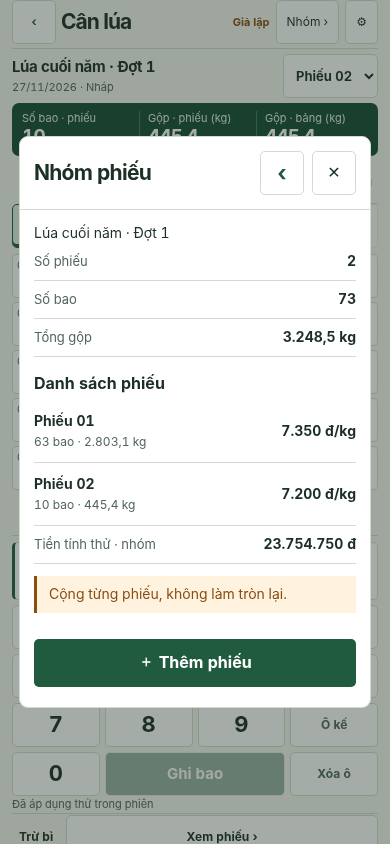 ‹ Cân lúa Giả lập Nhóm › ⚙
Lúa cuối năm · Đợt 1
27/11/2026 · Nháp
Phiếu 02
Số bao · phiếu Gộp · phiếu (kg) Gộp · bảng (kg)
10 445,4 445,4
Nhóm phiếu ‹ ×
Lúa cuối năm · Đợt 1
Số phiếu 2
Số bao 73
Tổng gộp 3.248,5 kg
Danh sách phiếu
Phiếu 01
63 bao · 2.803,1 kg
7.350 đ/kg
Phiếu 02
10 bao · 445,4 kg
7.200 đ/kg
Tiền tính thử · nhóm 23.754.750 đ
Cộng từng phiếu, không làm tròn lại.
+ Thêm phiếu
7 8 9 Ô kế
0 Ghi bao Xóa ô
Đã áp dụng thử trong phiên
Trừ bì Xem phiếu ›